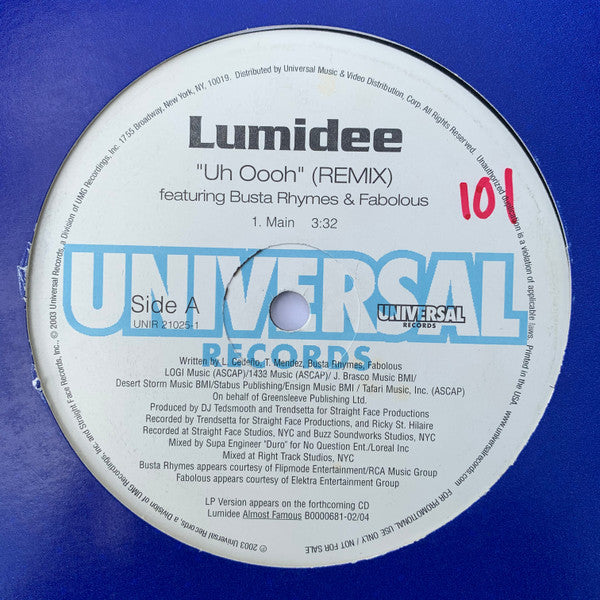 Lumidee
"Uh Oooh" (REMIX)
featuring Busta Rhymes & Fabolous
1. Main 3:32
101
UNIVERSAL
RECORDS
Side A
UNIR 21025-1
UNIVERSAL
RECORDS
Written by L. Cedeño, T. Mendez, Busta Rhymes, Fabolous
LOGI Music (ASCAP)/1433 Music (ASCAP)/ J. Brasco Music BMI/
Desert Storm Music BMI/Stabus Publishing/Ensign Music BMI / Tafari Music, Inc. (ASCAP)
On behalf of Greensleeve Publishing Ltd.
Produced by DJ Tedsmooth and Trendsetta for Straight Face Productions
Recorded by Trendsetta for Straight Face Productions, and Ricky St. Hilaire
Recorded at Straight Face Studios, NYC and Buzz Soundworks Studios, NYC
Mixed by Supa Engineer "Duro" for No Question Ent./Loreal Inc
Mixed at Right Track Studios, NYC
Busta Rhymes appears courtesy of Flipmode Entertainment/RCA Music Group
Fabolous appears courtesy of Elektra Entertainment Group
LP Version appears on the forthcoming CD
Lumidee Almost Famous B0000681-02/04
℗ 2003 Universal Records, a Division of UMG Recordings, Inc. and Straight Face Records, Inc., © 2003 Universal Records, a Division of UMG Recordings, Inc. 1755 Broadway, New York, NY, 10019. Distributed by Universal Music & Video Distribution, Corp. All Rights Reserved. Unauthorized duplication is a violation of applicable laws. Printed in the USA.
www.universalrecords.com. FOR PROMOTIONAL USE ONLY / NOT FOR SALE